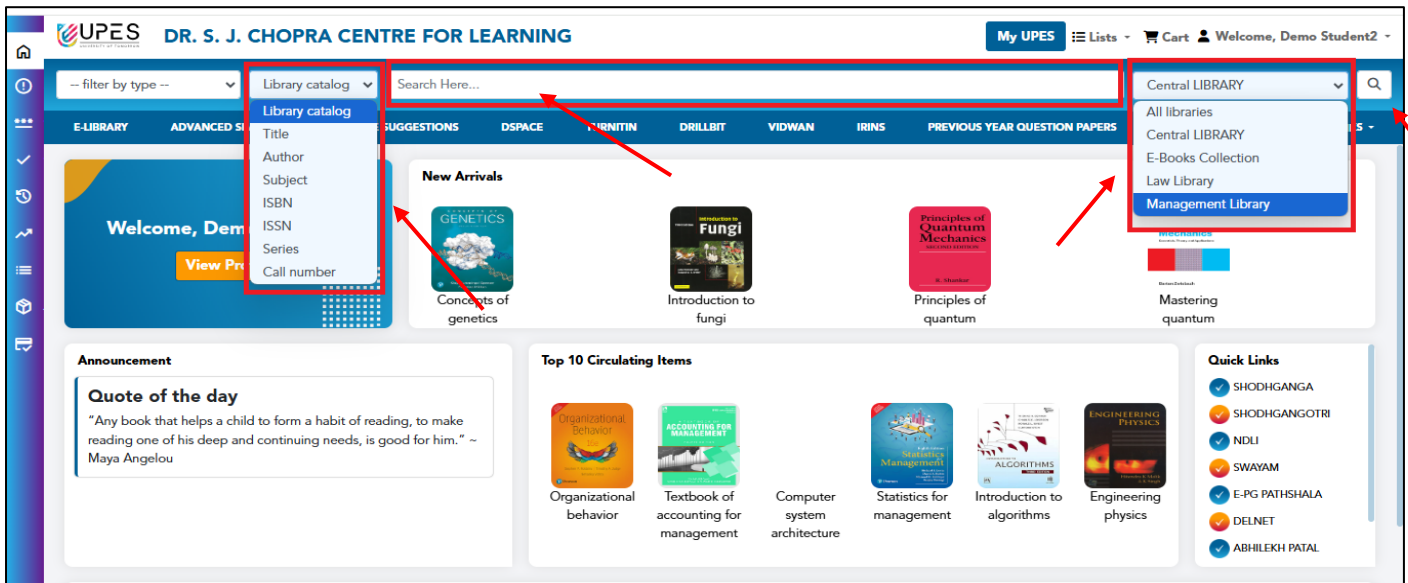 UPES
UNIVERSITY OF TOMORROW
DR. S. J. CHOPRA CENTRE FOR LEARNING
My UPES
Lists
Cart
Welcome, Demo Student2
-- filter by type --
Library catalog
Search Here...
Central LIBRARY
Library catalog
Title
Author
Subject
ISBN
ISSN
Series
Call number
All libraries
Central LIBRARY
E-Books Collection
Law Library
Management Library
E-LIBRARY
ADVANCED
SUGGESTIONS
DSPACE
TURNITIN
DRILLBIT
VIDWAN
IRINS
PREVIOUS YEAR QUESTION PAPERS
Welcome, Dem
View Pr
New Arrivals
GENETICS
Introduction to
Fungi
Principles of
Quantum
Mechanics
SECOND EDITION
R. Shankar
Mechanics
Concepts of
genetics
Introduction to
fungi
Principles of
quantum
Mastering
quantum
Announcement
Quote of the day
“Any book that helps a child to form a habit of reading, to make
reading one of his deep and continuing needs, is good for him.” ~
Maya Angelou
Top 10 Circulating Items
Organizational
Behavior
ACCOUNTING FOR
MANAGEMENT
Statistics
Management
ALGORITHMS
ENGINEERING
PHYSICS
Organizational
behavior
Textbook of
accounting for
management
Computer
system
architecture
Statistics for
management
Introduction to
algorithms
Engineering
physics
Quick Links
SHODHGANGA
SHODHGANGOTRI
NDLI
SWAYAM
E-PG PATHSHALA
DELNET
ABHILEKH PATAL